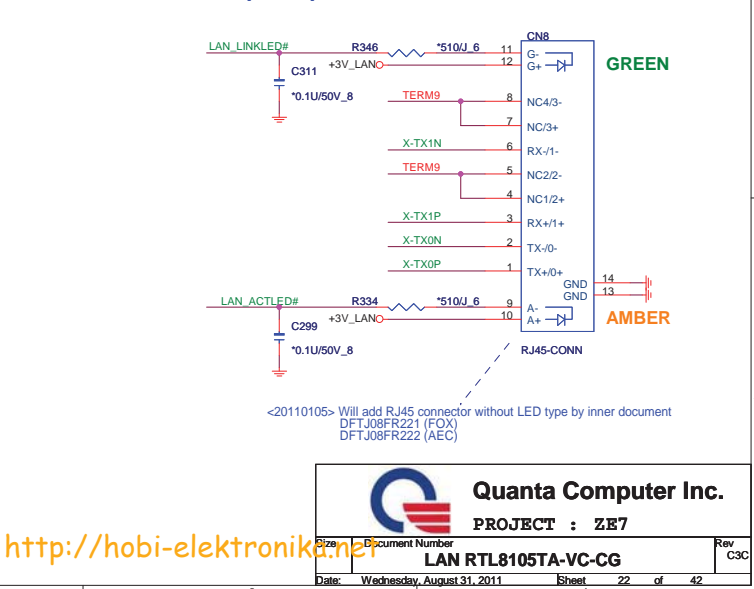 CN8
LAN_LINKLED# R346 *510/J_6 11 G-
+3V_LAN 12 G+ GREEN
C311
*0.1U/50V_8
TERM9 8 NC4/3-
7 NC/3+
X-TX1N 6 RX-/1-
TERM9 5 NC2/2-
4 NC1/2+
X-TX1P 3 RX+/1+
X-TX0N 2 TX-/0-
X-TX0P 1 TX+/0+
GND 14
GND 13
LAN_ACTLED# R334 *510/J_6 9 A-
+3V_LAN 10 A+ AMBER
C299
*0.1U/50V_8
RJ45-CONN
<20110105> Will add RJ45 connector without LED type by inner document
DFTJ08FR221 (FOX)
DFTJ08FR222 (AEC)
Quanta Computer Inc.
PROJECT : ZE7
http://hobi-elektronika.net
Size Document Number Rev
LAN RTL8105TA-VC-CG C3C
Date: Wednesday, August 31, 2011 Sheet 22 of 42